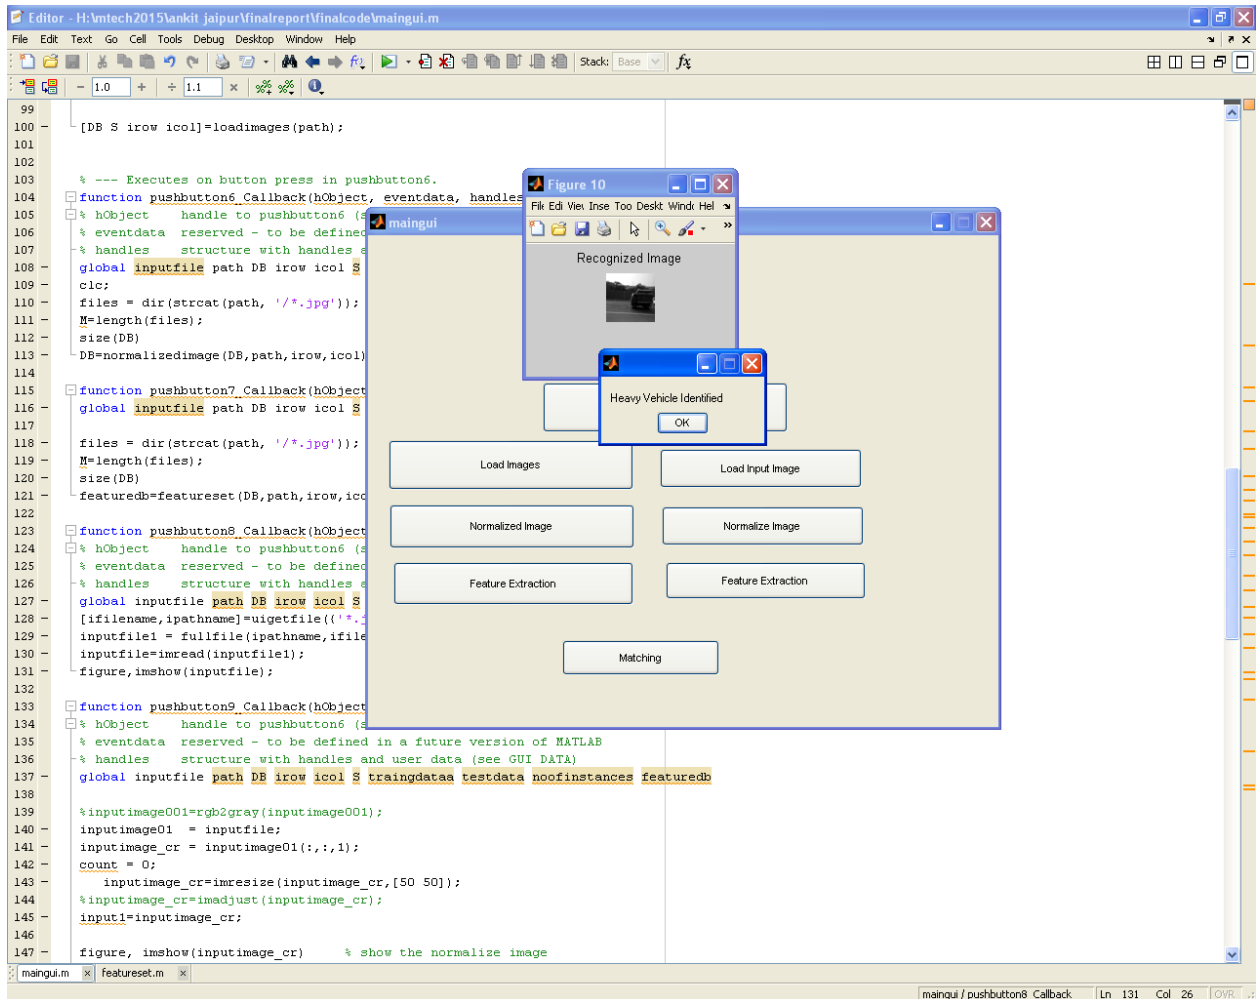 Editor - H:\mtech2015\ankit jaipur\finalreport\finalcode\maingui.m
File Edit Text Go Cell Tools Debug Desktop Window Help
Stack: Base fx
- 1.0 + ÷ 1.1 ×
99
100 - [DB S irow icol]=loadimages(path);
101
102
103 % --- Executes on button press in pushbutton6.
104 function pushbutton6_Callback(hObject, eventdata, handles
105 % hObject handle to pushbutton6 (s
106 % eventdata reserved - to be defined
107 % handles structure with handles
108 - global inputfile path DB irow icol S
109 - clc;
110 - files = dir(strcat(path, '/*.jpg'));
111 - M=length(files);
112 - size(DB)
113 - DB=normalizedimage(DB,path,irow,icol)
114
115 function pushbutton7_Callback(hObject
116 - global inputfile path DB irow icol S
117
118 - files = dir(strcat(path, '/*.jpg'));
119 - M=length(files);
120 - size(DB)
121 - featuredb=featureset(DB,path,irow,ico
122
123 function pushbutton8_Callback(hObject
124 % hObject handle to pushbutton6 (s
125 % eventdata reserved - to be defined
126 % handles structure with handles
127 - global inputfile path DB irow icol S
128 - [ifilename,ipathname]=uigetfile(('*.j
129 - inputfile1 = fullfile(ipathname,ifile
130 - inputfile=imread(inputfile1);
131 - figure,imshow(inputfile);
132
133 function pushbutton9_Callback(hObject
134 % hObject handle to pushbutton6 (s
135 % eventdata reserved - to be defined in a future version of MATLAB
136 % handles structure with handles and user data (see GUI DATA)
137 - global inputfile path DB irow icol S traingdataa testdata noofinstances featuredb
138
139 %inputimage001=rgb2gray(inputimage001);
140 - inputimage01 = inputfile;
141 - inputimage_cr = inputimage01(:,:,1);
142 - count = 0;
143 - inputimage_cr=imresize(inputimage_cr,[50 50]);
144 %inputimage_cr=imadjust(inputimage_cr);
145 - input1=inputimage_cr;
146
147 - figure, imshow(inputimage_cr) % show the normalize image
Figure 10
Fil Edi Viev Inse Too Deskt Windc Hel
Recognized Image
maingui
Heavy Vehicle Identified
OK
Load Images Load Input Image
Normalized Image Normalize Image
Feature Extraction Feature Extraction
Matching
maingui.m × featureset.m ×
maingui / pushbutton8_Callback Ln 131 Col 26 OVR